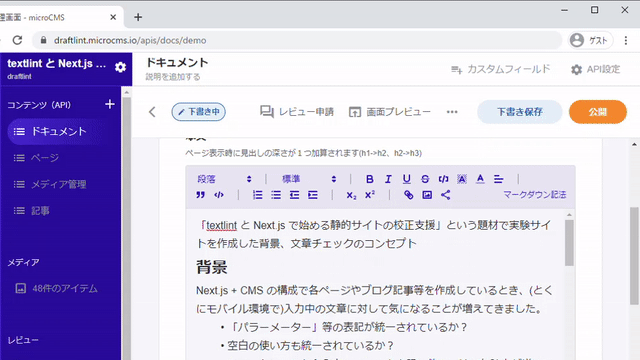 理画面 - microCMS
draftlint.microcms.io/apis/docs/demo
ゲスト
textlint と Next.js ...
draftlint
ドキュメント
説明を追加する
カスタムフィールド
API設定
コンテンツ（API）
ドキュメント
ページ
メディア管理
記事
メディア
48件のアイテム
レビュー
下書き中
レビュー申請
画面プレビュー
下書き保存
公開
ページ表示時に見出しの深さが１つ加算されます(h1->h2、h2->h3)
段落
標準
B I U S
マークダウン記法
「textlint と Next.js で始める静的サイトの校正支援」という題材で実験サイ
トを作成した背景、文章チェックのコンセプト
背景
Next.js + CMS の構成で各ページやブログ記事等を作成しているとき、(とく
にモバイル環境で)入力中の文章に対して気になることが増えてきました。
• 「パラーメーター」等の表記が統一されているか？
• 空白の使い方も統一されているか？